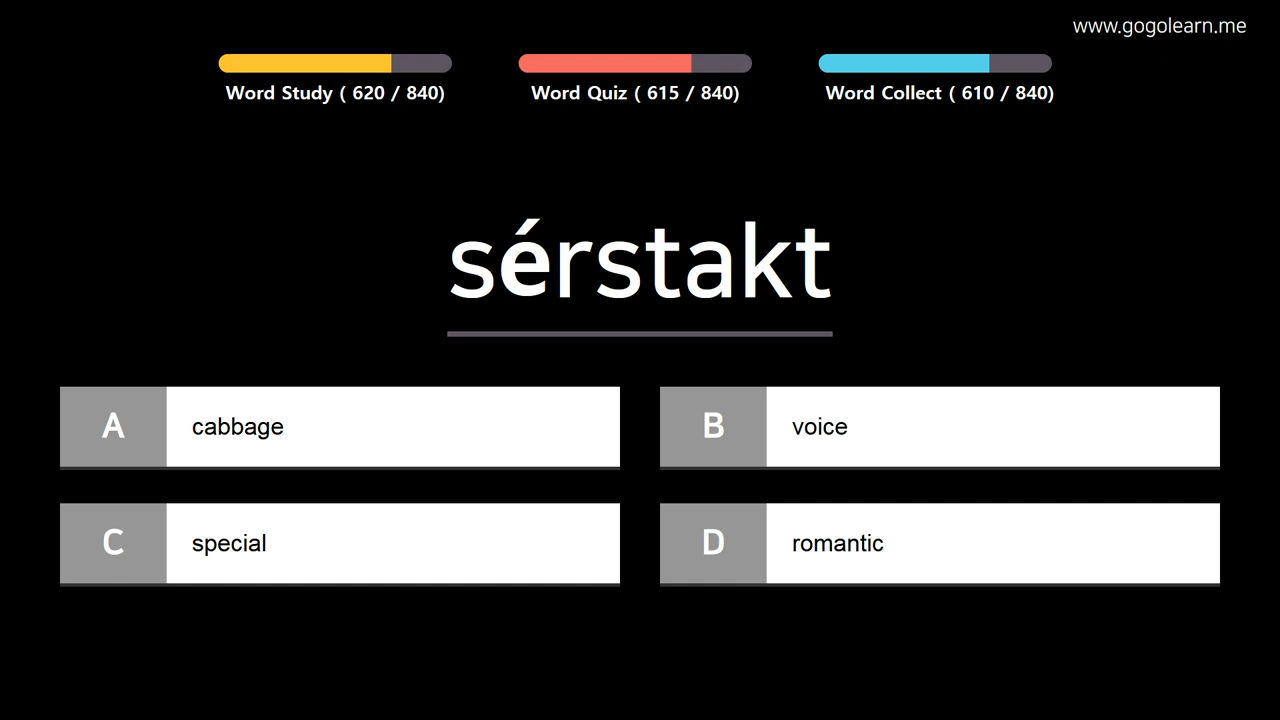 www.gogolearn.me
Word Study ( 620 / 840)
Word Quiz ( 615 / 840)
Word Collect ( 610 / 840)
sérstakt
A cabbage
B voice
C special
D romantic